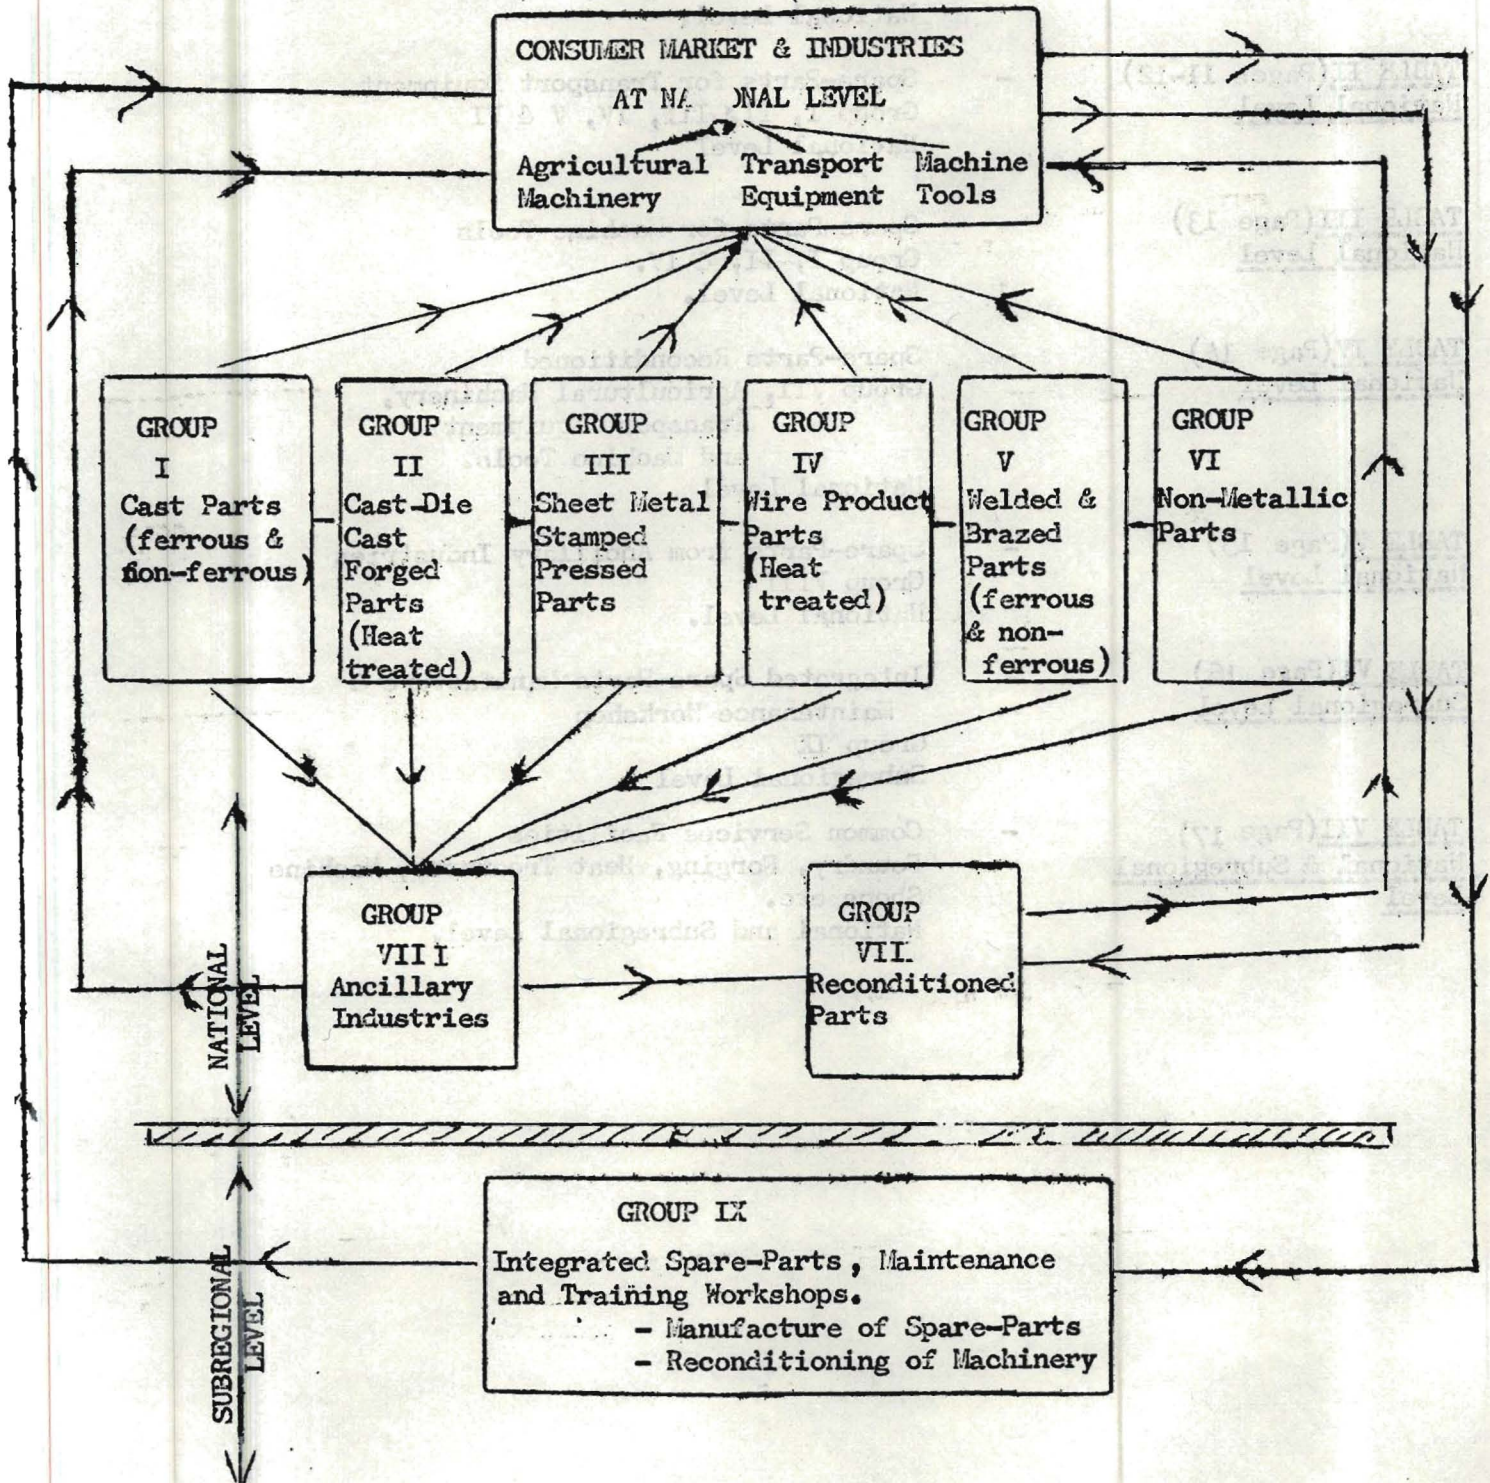 CONSUMER MARKET & INDUSTRIES
AT NA ONAL LEVEL
Agricultural
Machinery
Transport
Equipment
Machine
Tools
GROUP
I
Cast Parts
(ferrous &
non-ferrous)
GROUP
II
Cast-Die
Cast
Forged
Parts
(Heat
treated)
GROUP
III
Sheet Metal
Stamped
Pressed
Parts
GROUP
IV
Wire Product
Parts
(Heat
treated)
GROUP
V
Welded &
Brazed
Parts
(ferrous
& non-
ferrous)
GROUP
VI
Non-Metallic
Parts
GROUP
VIII
Ancillary
Industries
GROUP
VII
Reconditioned
Parts
NATIONAL
LEVEL
SUBREGIONAL
LEVEL
GROUP IX
Integrated Spare-Parts, Maintenance
and Training Workshops.
- Manufacture of Spare-Parts
- Reconditioning of Machinery